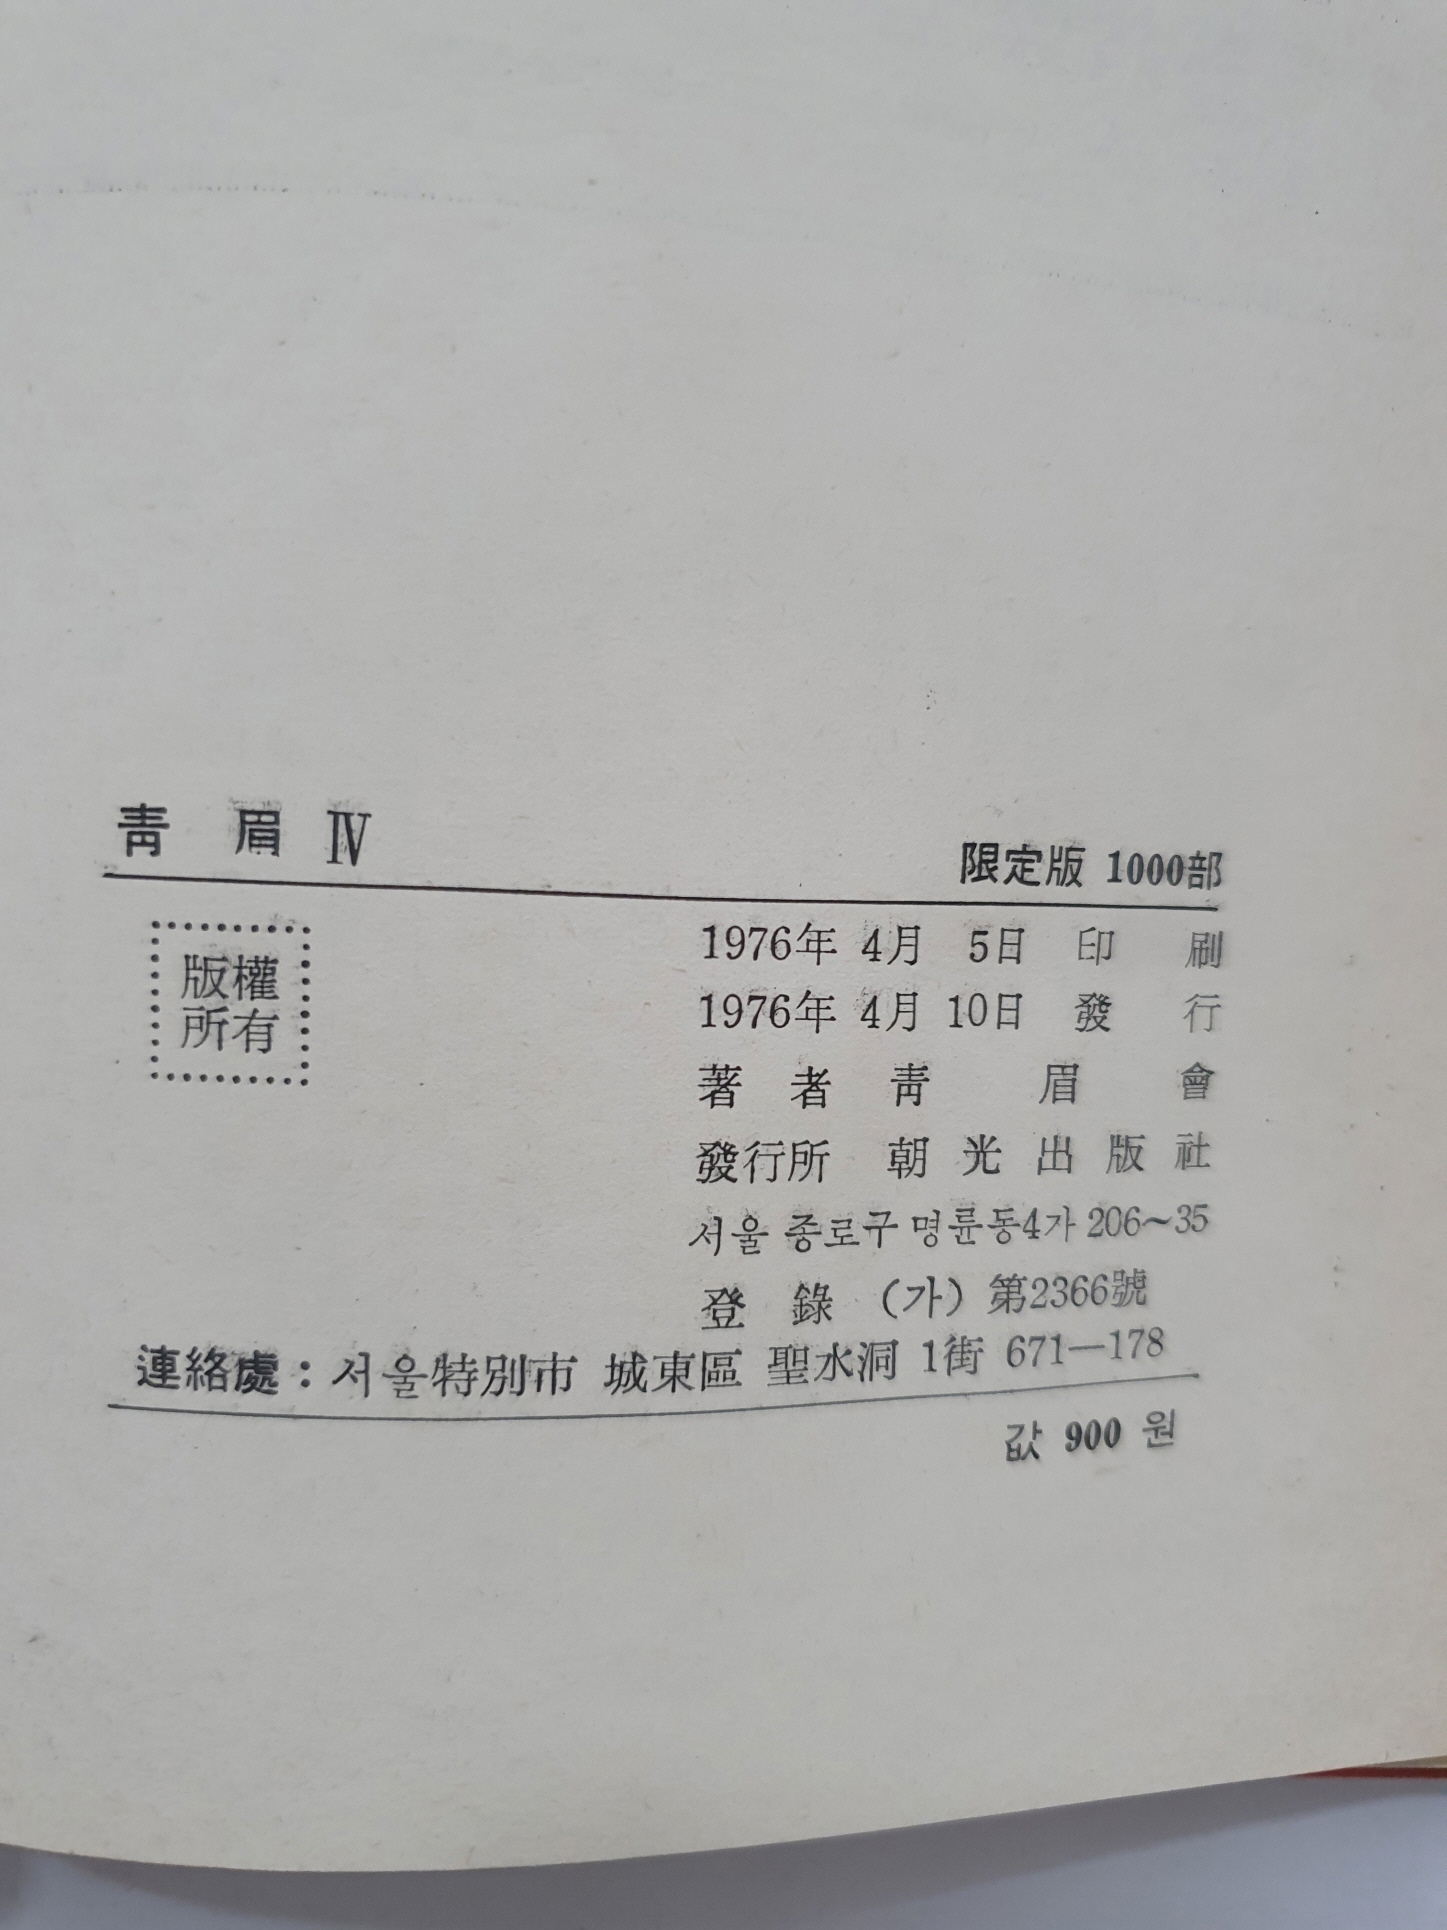 靑 眉 Ⅳ
限定版 1000部
版權
所有
1976年 4月 5日 印 刷
1976年 4月 10日 發 行
著 者 靑 眉 會
發行所 朝 光 出 版 社
서울 종로구 명륜동4가 206~35
登 錄 (가) 第2366號
連絡處 : 서울特別市 城東區 聖水洞 1街 671—178
값 900 원